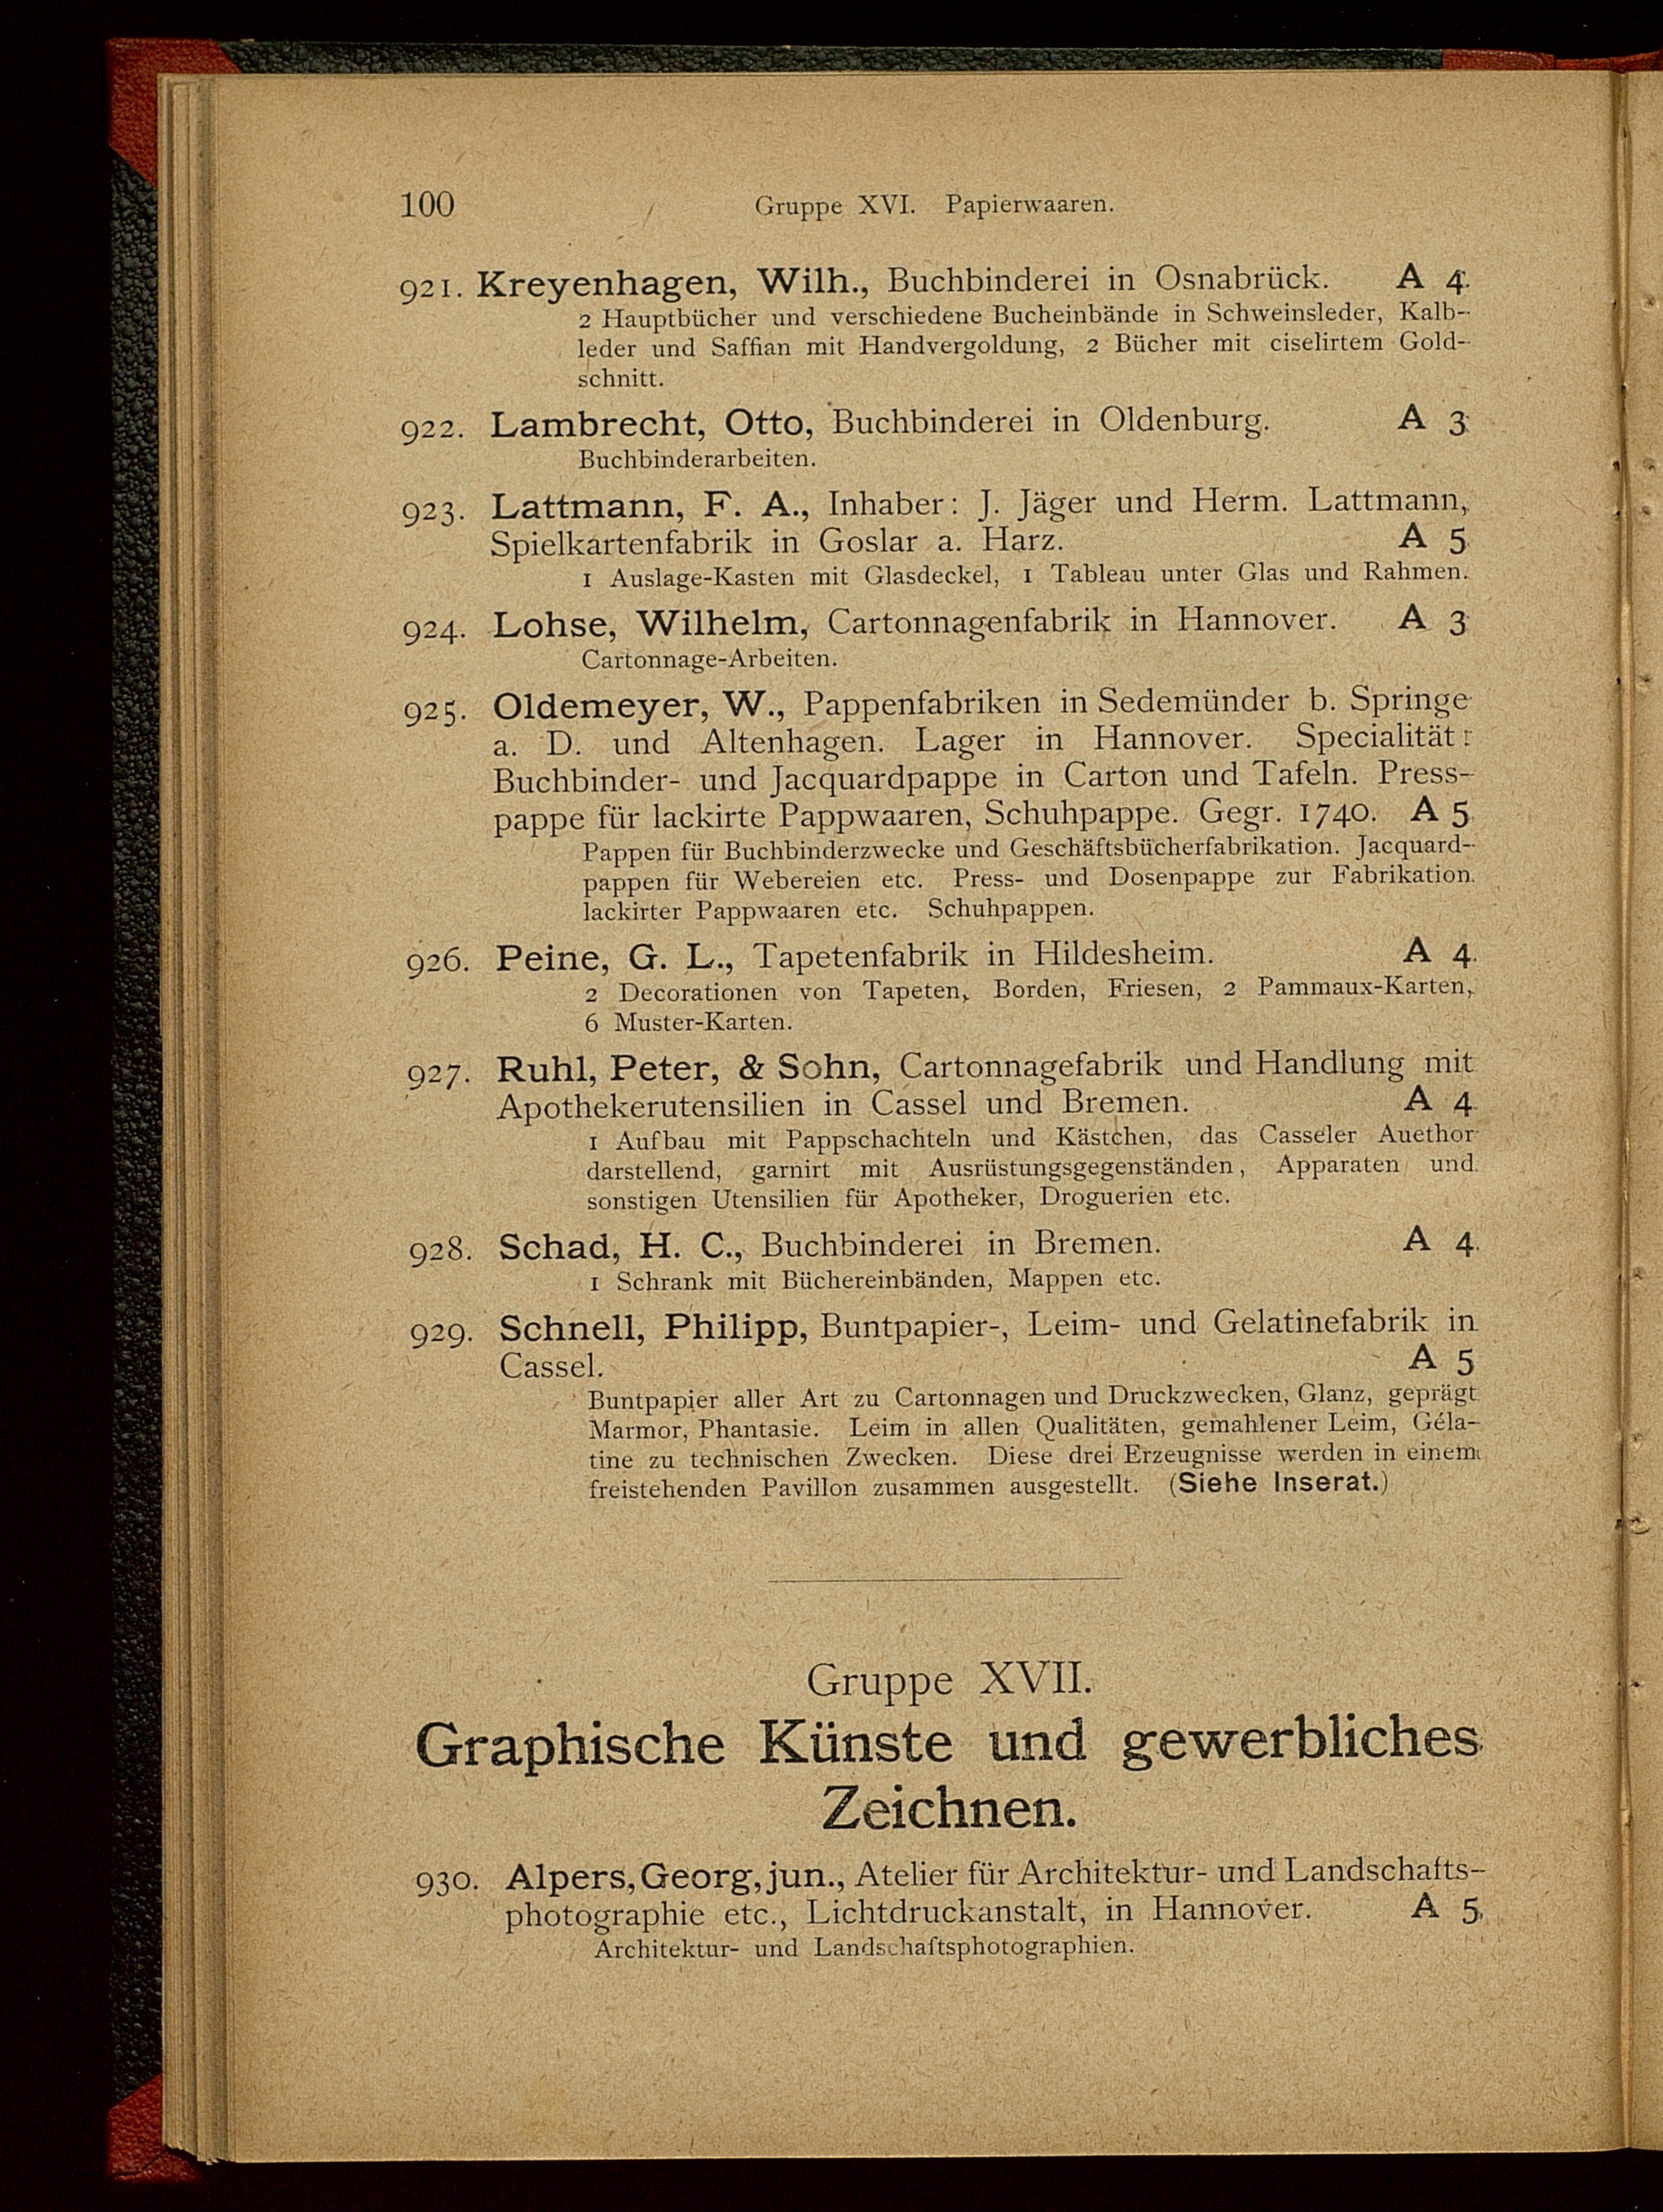 100 Gruppe XVI. Papierwaaren.
921. Kreyenhagen, Wilh., Buchbinderei in Osnabrück. A 4.
2 Hauptbücher und verschiedene Bucheinbände in Schweinsleder, Kalb-
leder und Saffian mit Handvergoldung, 2 Bücher mit ciselirtem Gold-
schnitt.
922. Lambrecht, Otto, Buchbinderei in Oldenburg. A 3
Buchbinderarbeiten.
923. Lattmann, F. A., Inhaber: J. Jäger und Herm. Lattmann,
Spielkartenfabrik in Goslar a. Harz. A 5
1 Auslage-Kasten mit Glasdeckel, 1 Tableau unter Glas und Rahmen.
924. Lohse, Wilhelm, Cartonnagenfabrik in Hannover. A 3
Cartonnage-Arbeiten.
925. Oldemeyer, W., Pappenfabriken in Sedemünder b. Springe
a. D. und Altenhagen. Lager in Hannover. Specialität:
Buchbinder- und Jacquardpappe in Carton und Tafeln. Press-
pappe für lackirte Pappwaaren, Schuhpappe. Gegr. 1740. A 5
Pappen für Buchbinderzwecke und Geschäftsbücherfabrikation. Jacquard-
pappen für Webereien etc. Press- und Dosenpappe zur Fabrikation
lackirter Pappwaaren etc. Schuhpappen.
926. Peine, G. L., Tapetenfabrik in Hildesheim. A 4.
2 Decorationen von Tapeten, Borden, Friesen, 2 Pammaux-Karten,
6 Muster-Karten.
927. Ruhl, Peter, & Sohn, Cartonnagefabrik und Handlung mit
Apothekerutensilien in Cassel und Bremen. A 4
1 Aufbau mit Pappschachteln und Kästchen, das Casseler Auethor
darstellend, garnirt mit Ausrüstungsgegenständen, Apparaten und
sonstigen Utensilien für Apotheker, Droguerien etc.
928. Schad, H. C., Buchbinderei in Bremen. A 4.
1 Schrank mit Büchereinbänden, Mappen etc.
929. Schnell, Philipp, Buntpapier-, Leim- und Gelatinefabrik in
Cassel. A 5
Buntpapier aller Art zu Cartonnagen und Druckzwecken, Glanz, geprägt
Marmor, Phantasie. Leim in allen Qualitäten, gemahlener Leim, Géla-
tine zu technischen Zwecken. Diese drei Erzeugnisse werden in einem
freistehenden Pavillon zusammen ausgestellt. (Siehe Inserat.)
Gruppe XVII.
Graphische Künste und gewerbliches
Zeichnen.
930. Alpers, Georg, jun., Atelier für Architektur- und Landschafts-
photographie etc., Lichtdruckanstalt, in Hannover. A 5
Architektur- und Landschaftsphotographien.